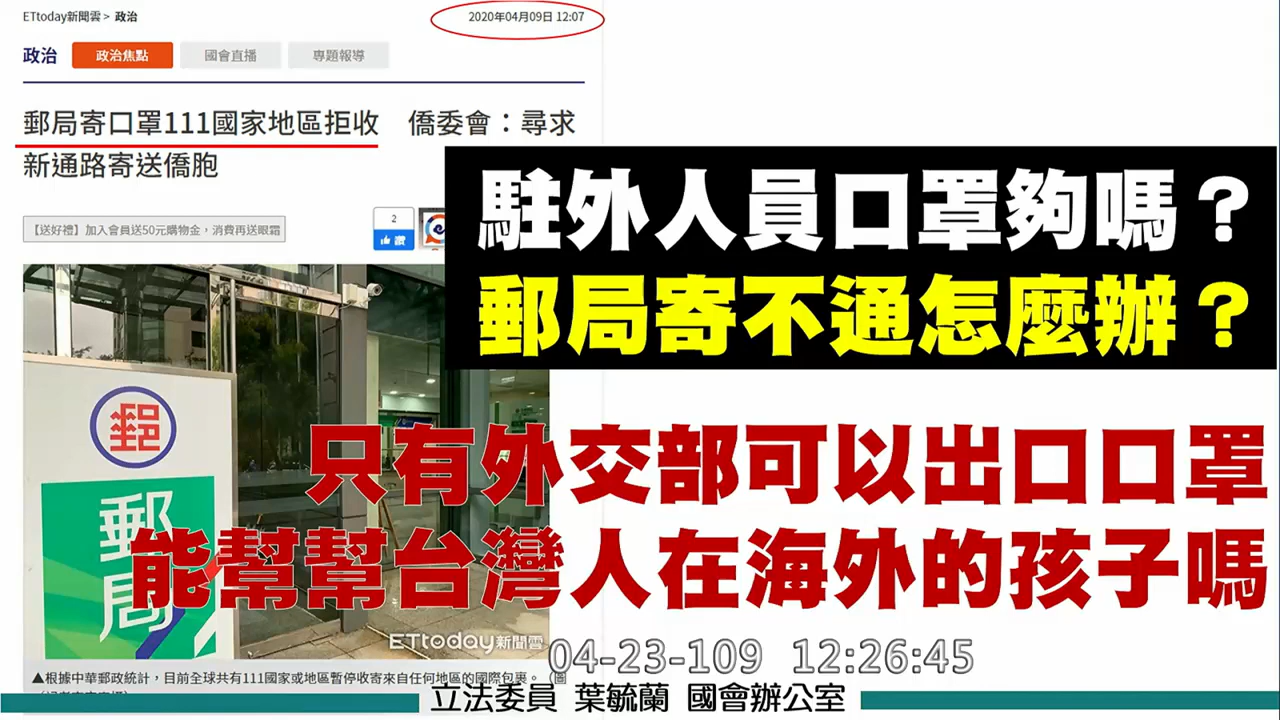 ETtoday新聞雲 > 政治
2020年04月09日 12:07
政治 政治焦點 國會直播 專題報導
郵局寄口罩111國家地區拒收 僑委會：尋求
新通路寄送僑胞
【送好禮】加入會員送50元購物金，消費再送眼霜
2
讚
駐外人員口罩夠嗎？
郵局寄不通怎麼辦？
郵
郵局
只有外交部可以出口口罩
能幫幫台灣人在海外的孩子嗎
ETtoday新聞雲
04-23-109 12:26:45
▲根據中華郵政統計，目前全球共有111國家或地區暫停收寄來自任何地區的國際包裹。（圖
立法委員 葉毓蘭 國會辦公室